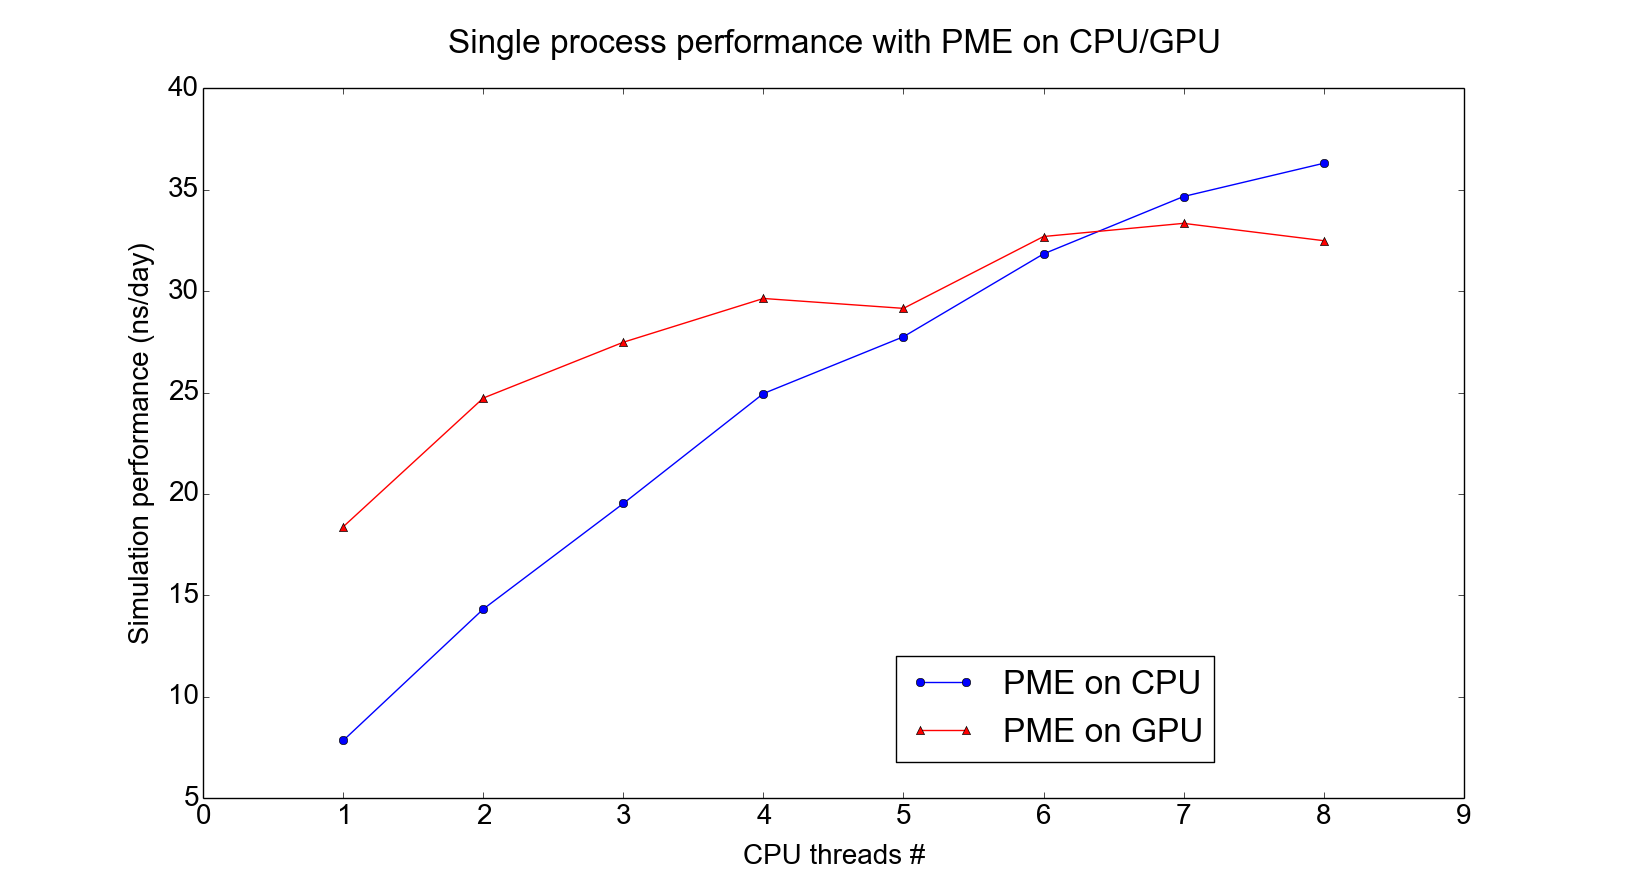 Single process performance with PME on CPU/GPU
40
35
30
25
20
15
10
5
Simulation performance (ns/day)
0 1 2 3 4 5 6 7 8 9
CPU threads #
PME on CPU
PME on GPU